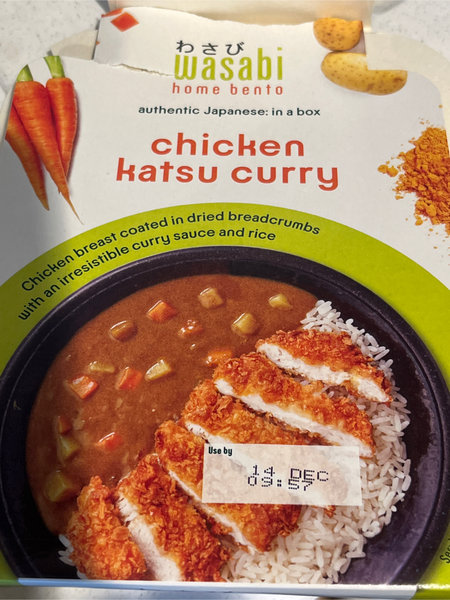 わさび
wasabi
home bento
authentic Japanese: in a box
chicken
katsu curry
Chicken breast coated in dried breadcrumbs
with an irresistible curry sauce and rice
Use by
14 DEC
09:57